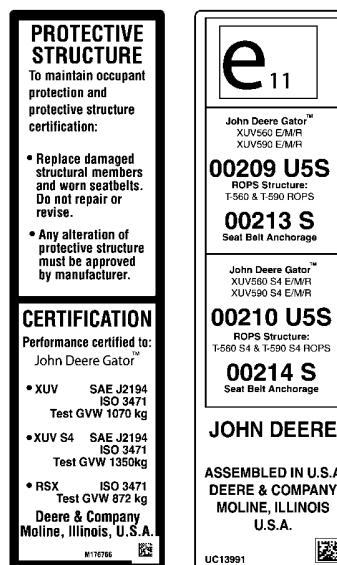 PROTECTIVE
STRUCTURE
To maintain occupant
protection and
protective structure
certification:
• Replace damaged
structural members
and worn seatbelts.
Do not repair or
revise.
• Any alteration of
protective structure
must be approved
by manufacturer.
CERTIFICATION
Performance certified to:
John Deere Gator™
• XUV SAE J2194
ISO 3471
Test GVW 1070 kg
• XUV S4 SAE J2194
ISO 3471
Test GVW 1350kg
• RSX ISO 3471
Test GVW 872 kg
Deere & Company
Moline, Illinois, U.S.A.
M176766
e 11
John Deere Gator™
XUV560 E/M/R
XUV590 E/M/R
00209 U5S
ROPS Structure:
T-560 & T-590 ROPS
00213 S
Seat Belt Anchorage
John Deere Gator™
XUV560 S4 E/M/R
XUV590 S4 E/M/R
00210 U5S
ROPS Structure:
T-560 S4 & T-590 S4 ROPS
00214 S
Seat Belt Anchorage
JOHN DEERE
ASSEMBLED IN U.S.A
DEERE & COMPANY
MOLINE, ILLINOIS
U.S.A.
UC13991